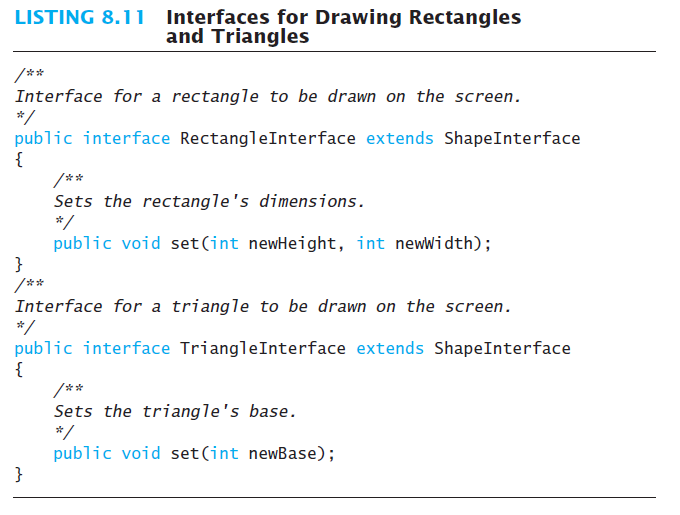 LISTING 8.11 Interfaces for Drawing Rectangles
and Triangles
/**
Interface for a rectangle to be drawn on the screen.
*/
public interface RectangleInterface extends ShapeInterface
{
    /**
    Sets the rectangle's dimensions.
    */
    public void set(int newHeight, int newWidth);
}
/**
Interface for a triangle to be drawn on the screen.
*/
public interface TriangleInterface extends ShapeInterface
{
    /**
    Sets the triangle's base.
    */
    public void set(int newBase);
}